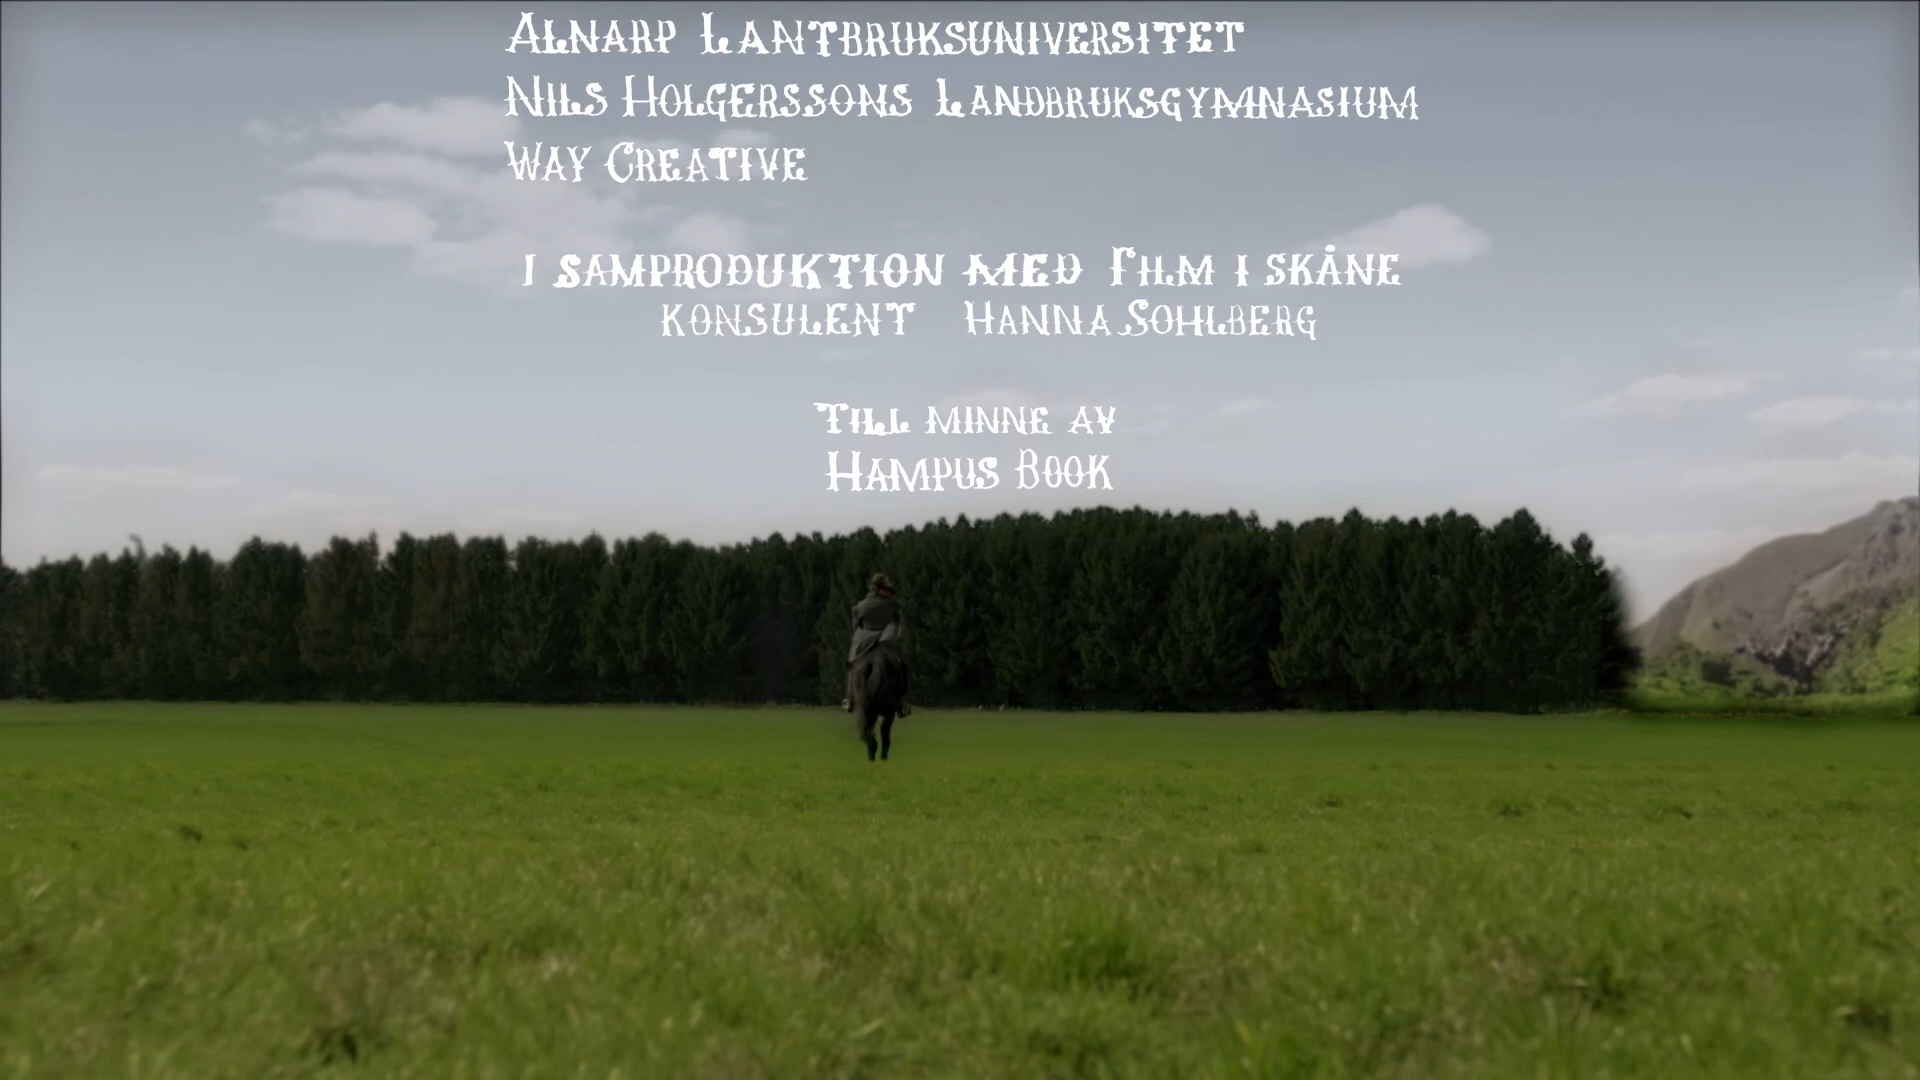 Alnarp Lantbruksuniversitet
Nils Holgerssons Landbruksgymnasium
Way Creative
i samproduktion med Film i skåne
konsulent Hanna Sohlberg
Till minne av
Hampus Book